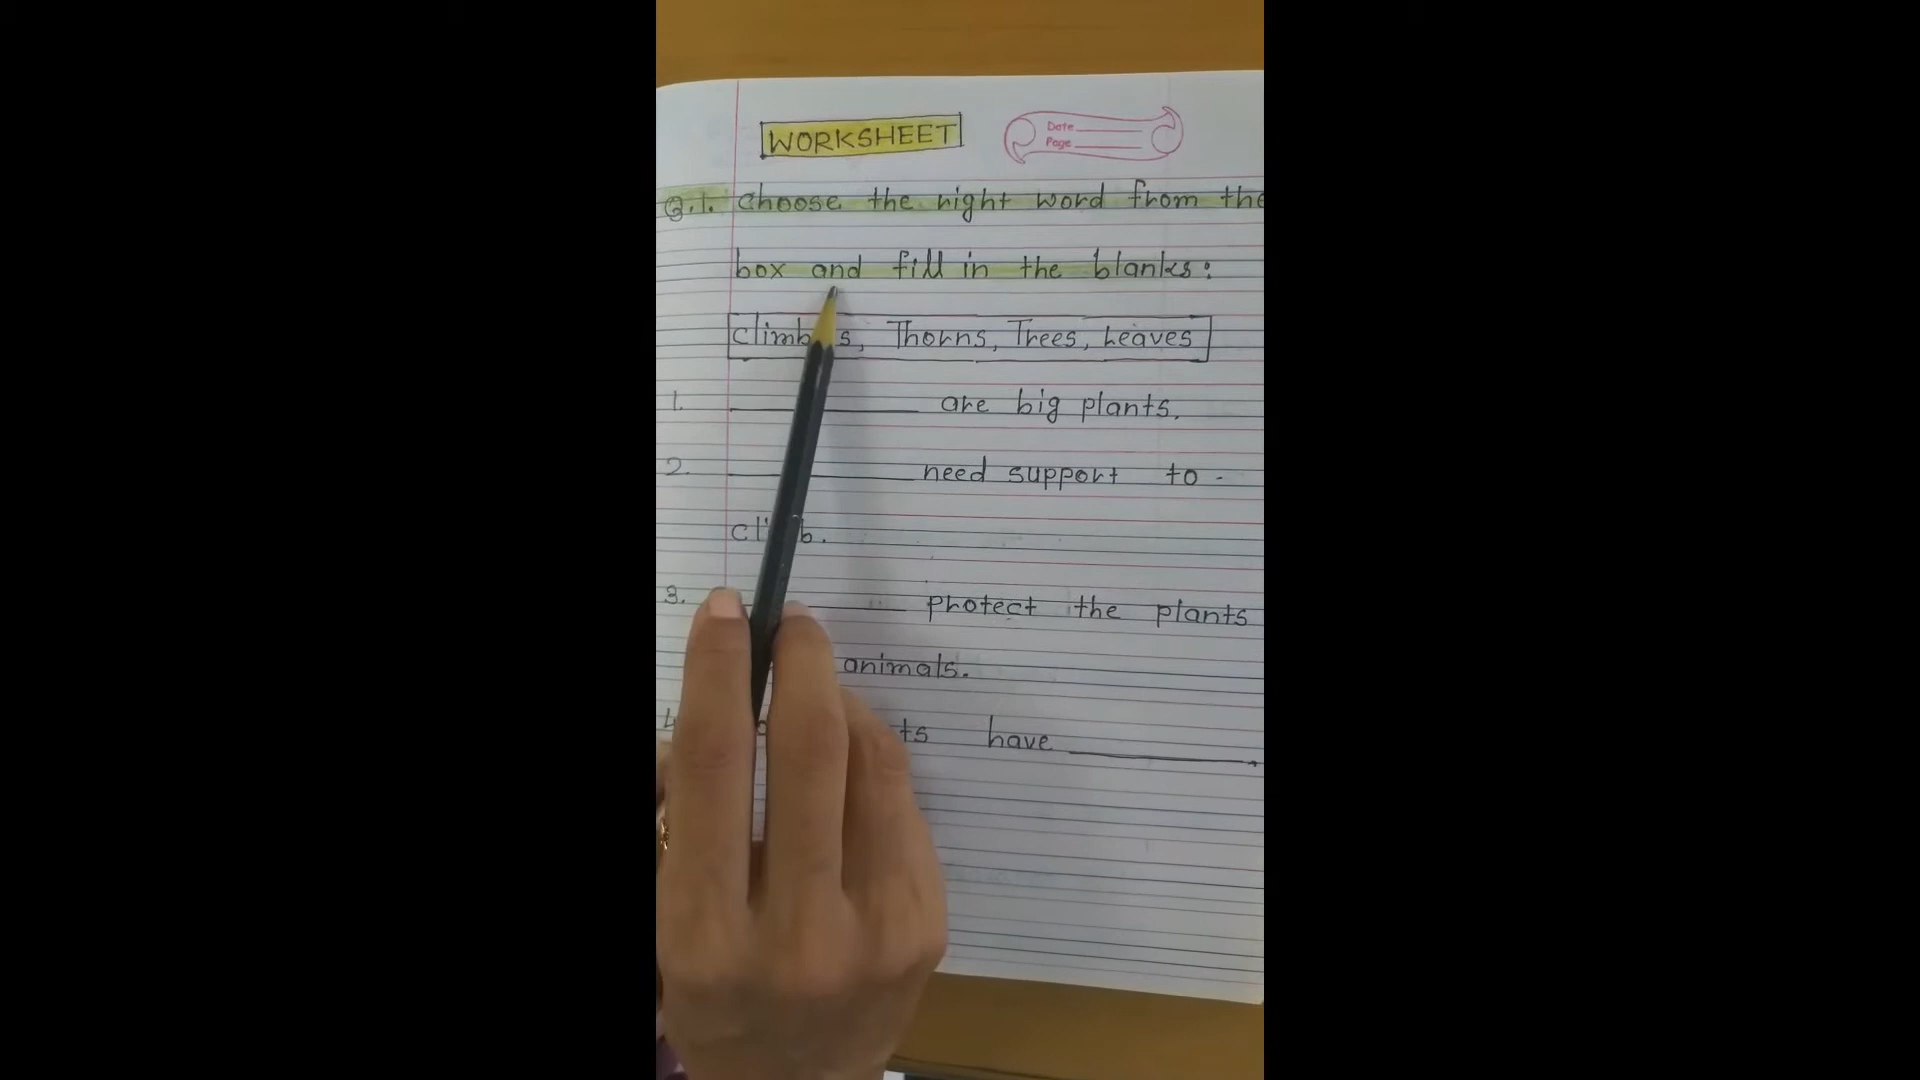 WORKSHEET
Date
Page
Q.1. Choose the right word from the
box and fill in the blanks:
Thorns, Trees, Leaves
1. are big plants.
2. need support to -
3. protect the plants
animals.
4. have